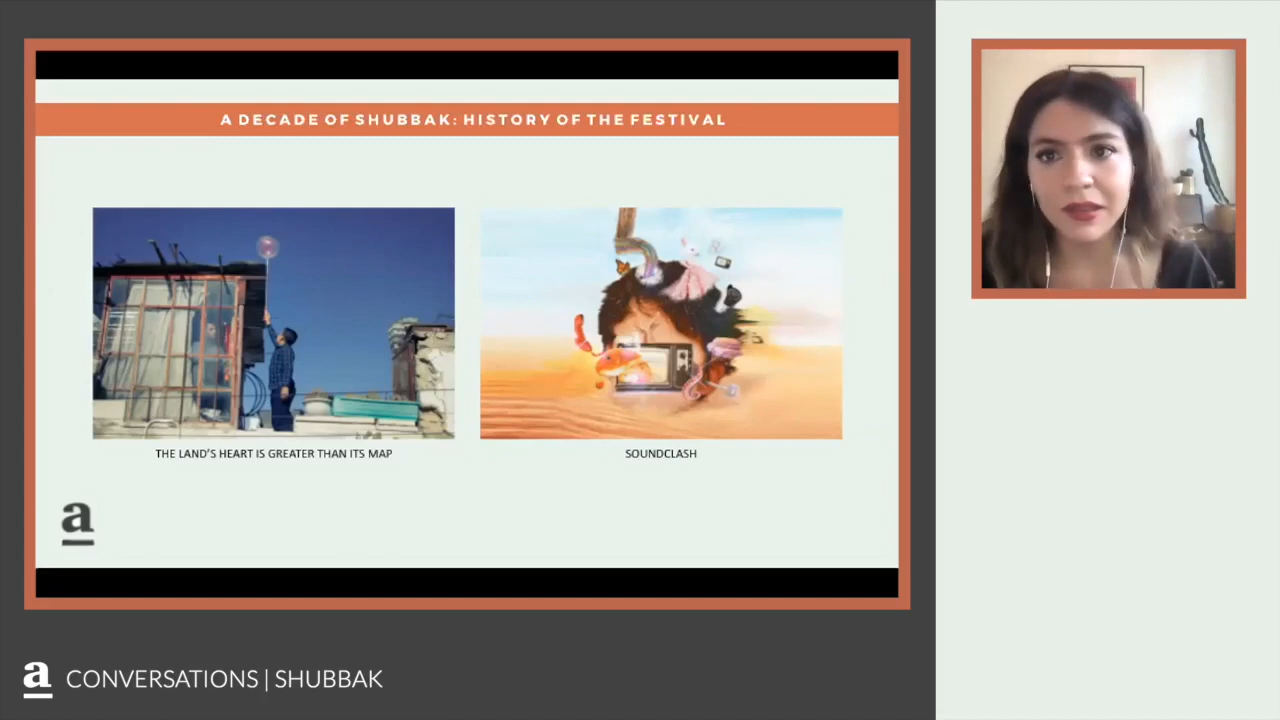 A DECADE OF SHUBBAK: HISTORY OF THE FESTIVAL
THE LAND'S HEART IS GREATER THAN ITS MAP
SOUNDCLASH
a
a CONVERSATIONS | SHUBBAK